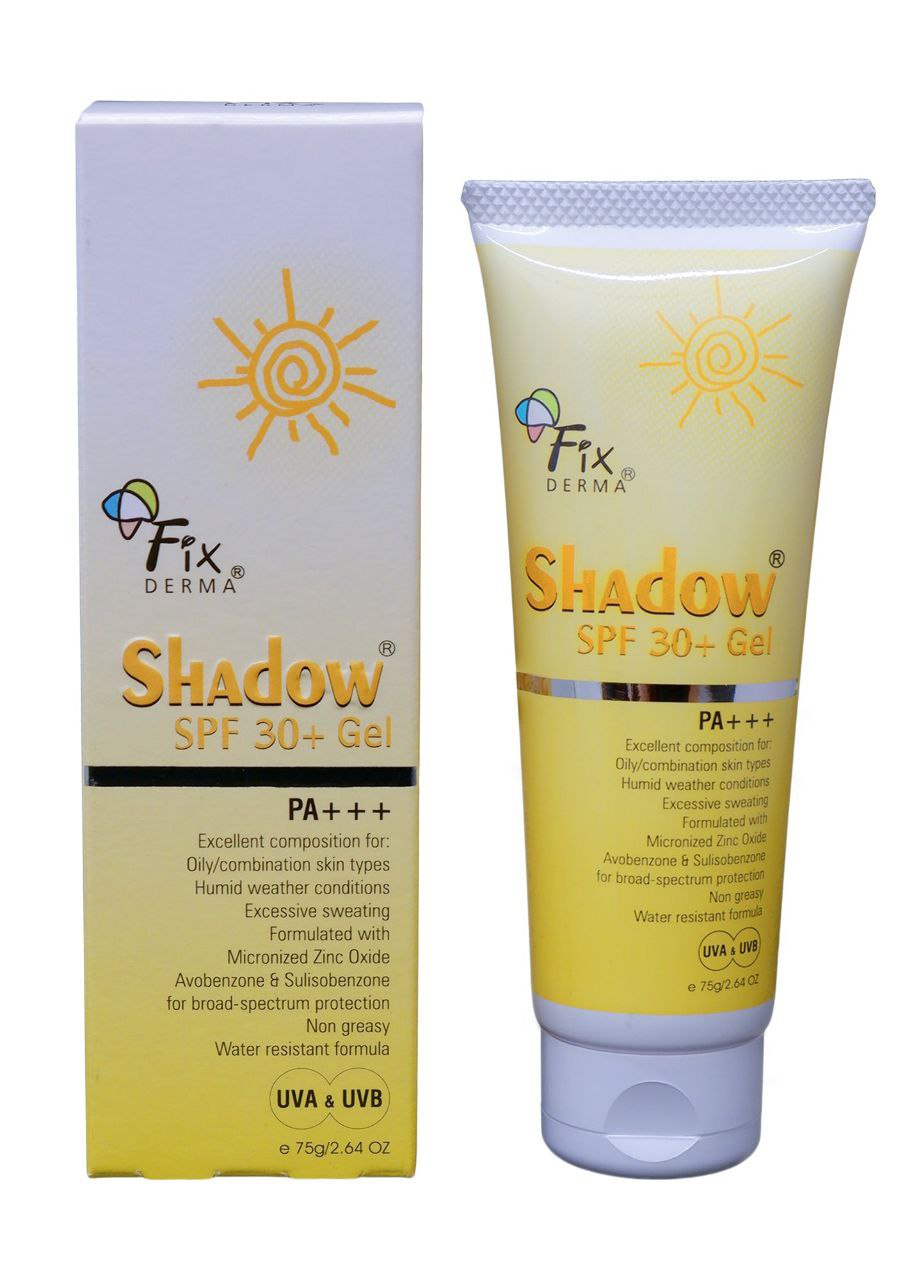 Fix
DERMA®
Shadow®
SPF 30+ Gel
PA+++
Excellent composition for:
Oily/combination skin types
Humid weather conditions
Excessive sweating
Formulated with
Micronized Zinc Oxide
Avobenzone & Sulisobenzone
for broad-spectrum protection
Non greasy
Water resistant formula
UVA & UVB
e 75g/2.64 OZ
Fix
DERMA®
Shadow®
SPF 30+ Gel
PA+++
Excellent composition for:
Oily/combination skin types
Humid weather conditions
Excessive sweating
Formulated with
Micronized Zinc Oxide
Avobenzone & Sulisobenzone
for broad-spectrum protection
Non greasy
Water resistant formula
UVA & UVB
e 75g/2.64 OZ